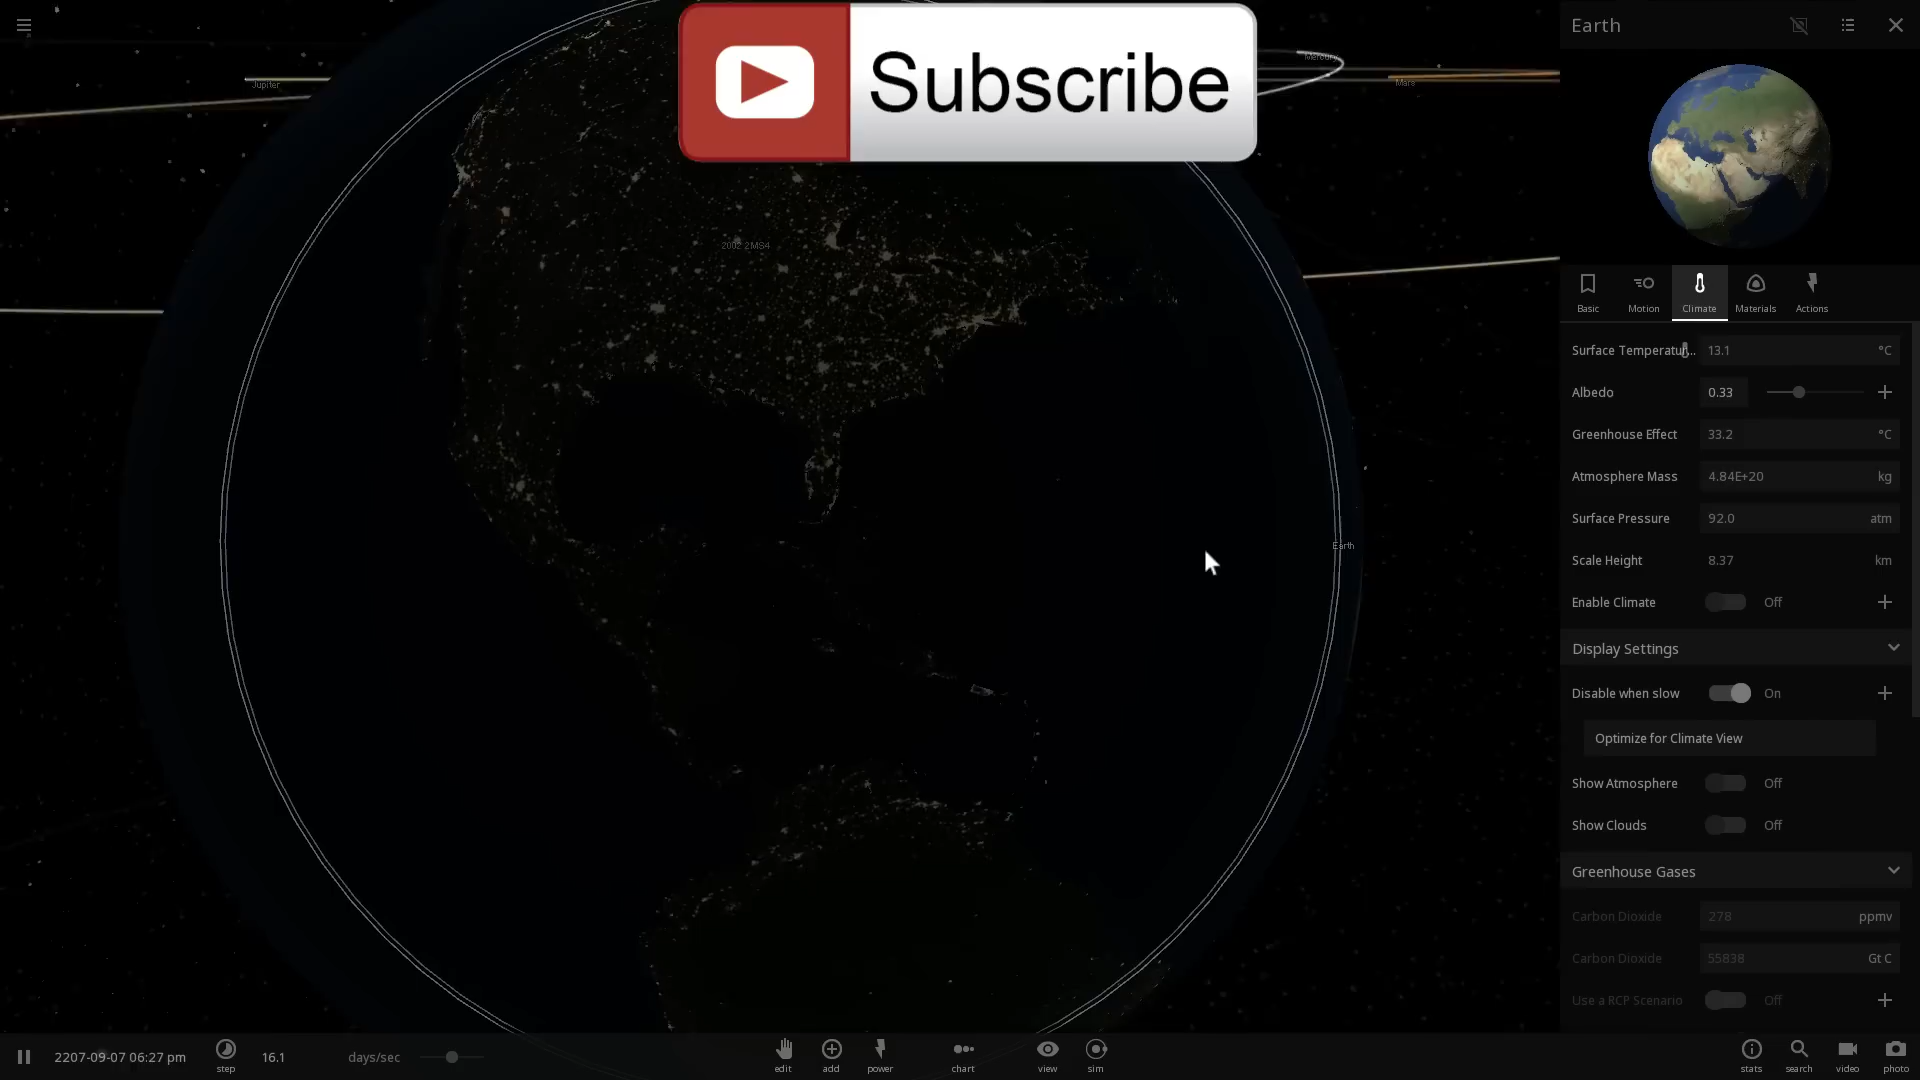 Subscribe
Earth
Jupiter
Mercury
Mars
2002 2MS4
Earth
Basic
Motion
Climate
Materials
Actions
Surface Temperatur... 13.1 °C
Albedo 0.33
Greenhouse Effect 33.2 °C
Atmosphere Mass 4.84E+20 kg
Surface Pressure 92.0 atm
Scale Height 8.37 km
Enable Climate Off
Display Settings
Disable when slow On
Optimize for Climate View
Show Atmosphere Off
Show Clouds Off
Greenhouse Gases
Carbon Dioxide 278 ppmv
Carbon Dioxide 55838 Gt C
Use a RCP Scenario Off
2207-09-07 06:27 pm
step
16.1 days/sec
edit
add
power
chart
view
sim
stats
search
video
photo